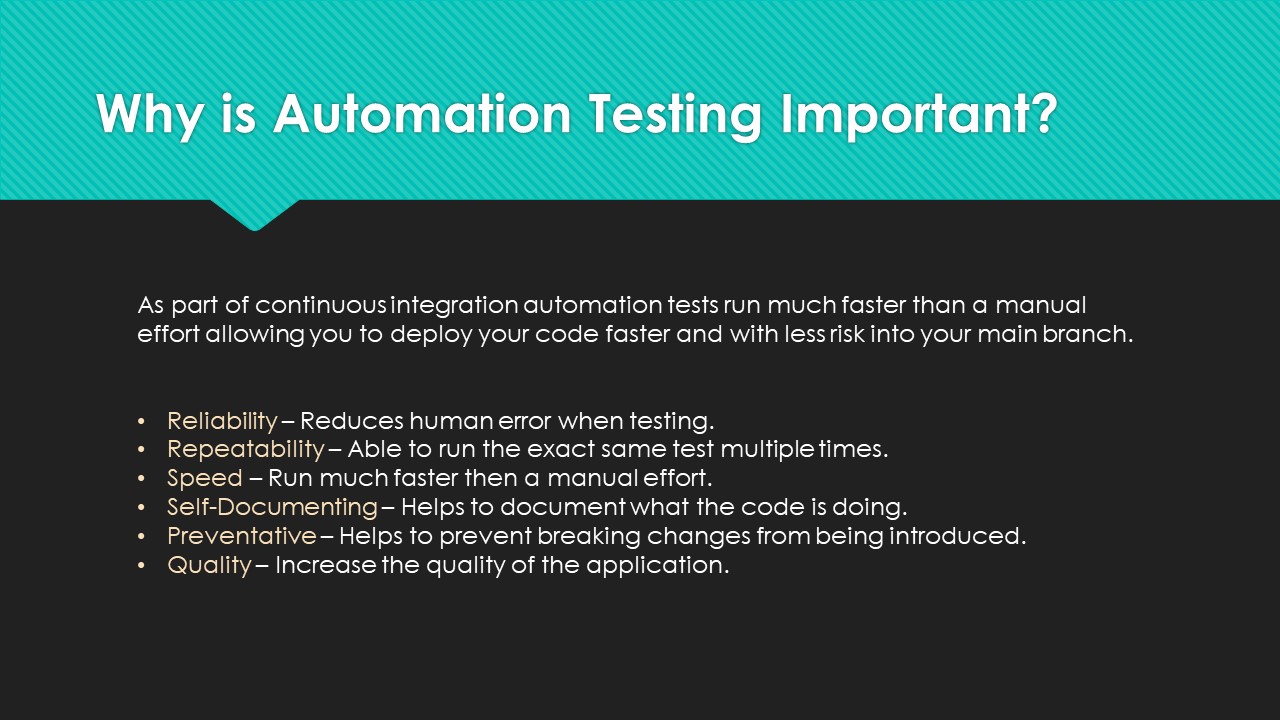 Why is Automation Testing Important?
As part of continuous integration automation tests run much faster than a manual
effort allowing you to deploy your code faster and with less risk into your main branch.
• Reliability – Reduces human error when testing.
• Repeatability – Able to run the exact same test multiple times.
• Speed – Run much faster then a manual effort.
• Self-Documenting – Helps to document what the code is doing.
• Preventative – Helps to prevent breaking changes from being introduced.
• Quality – Increase the quality of the application.